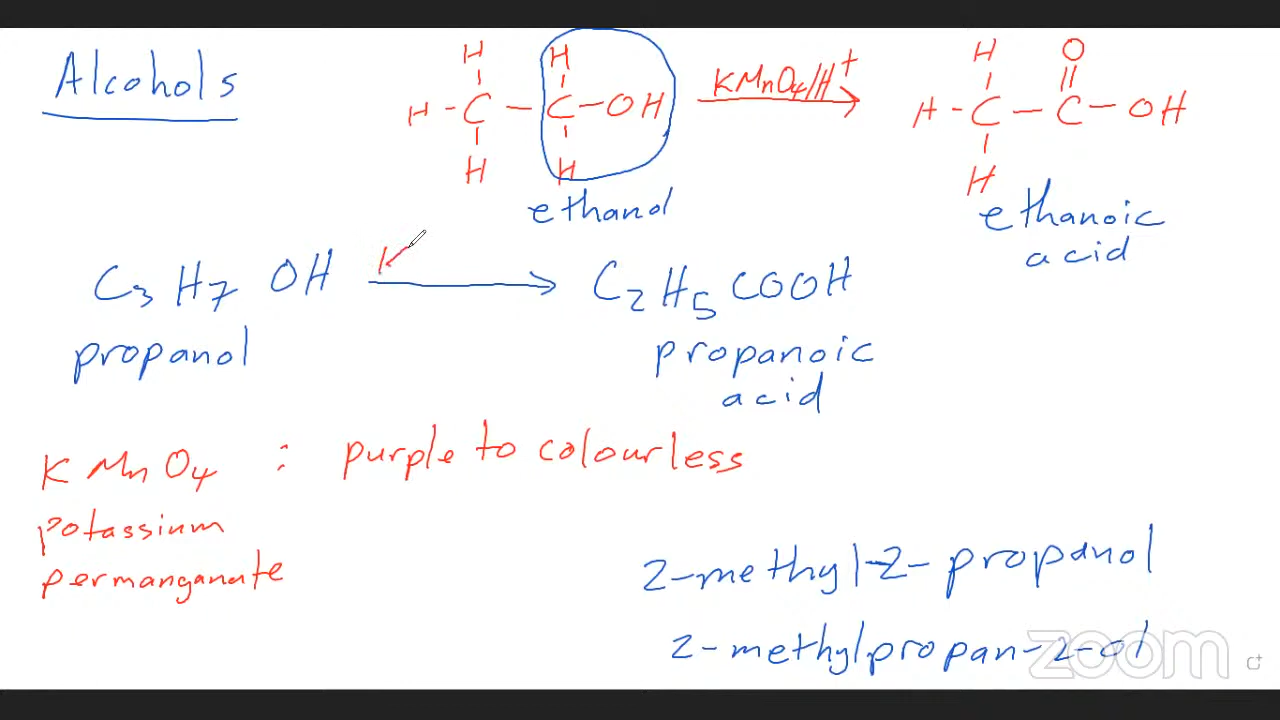 Alcohols
H H
H - C - C - OH
H H
KMnO4/H+
H O
H - C - C - OH
H
ethanol
ethanoic
acid
C3H7OH
K
C2H5COOH
propanol
propanoic
acid
KMnO4 : purple to colourless
potassium
permanganate
2-methyl-2-propanol
2-methylpropan-2-ol
zoom